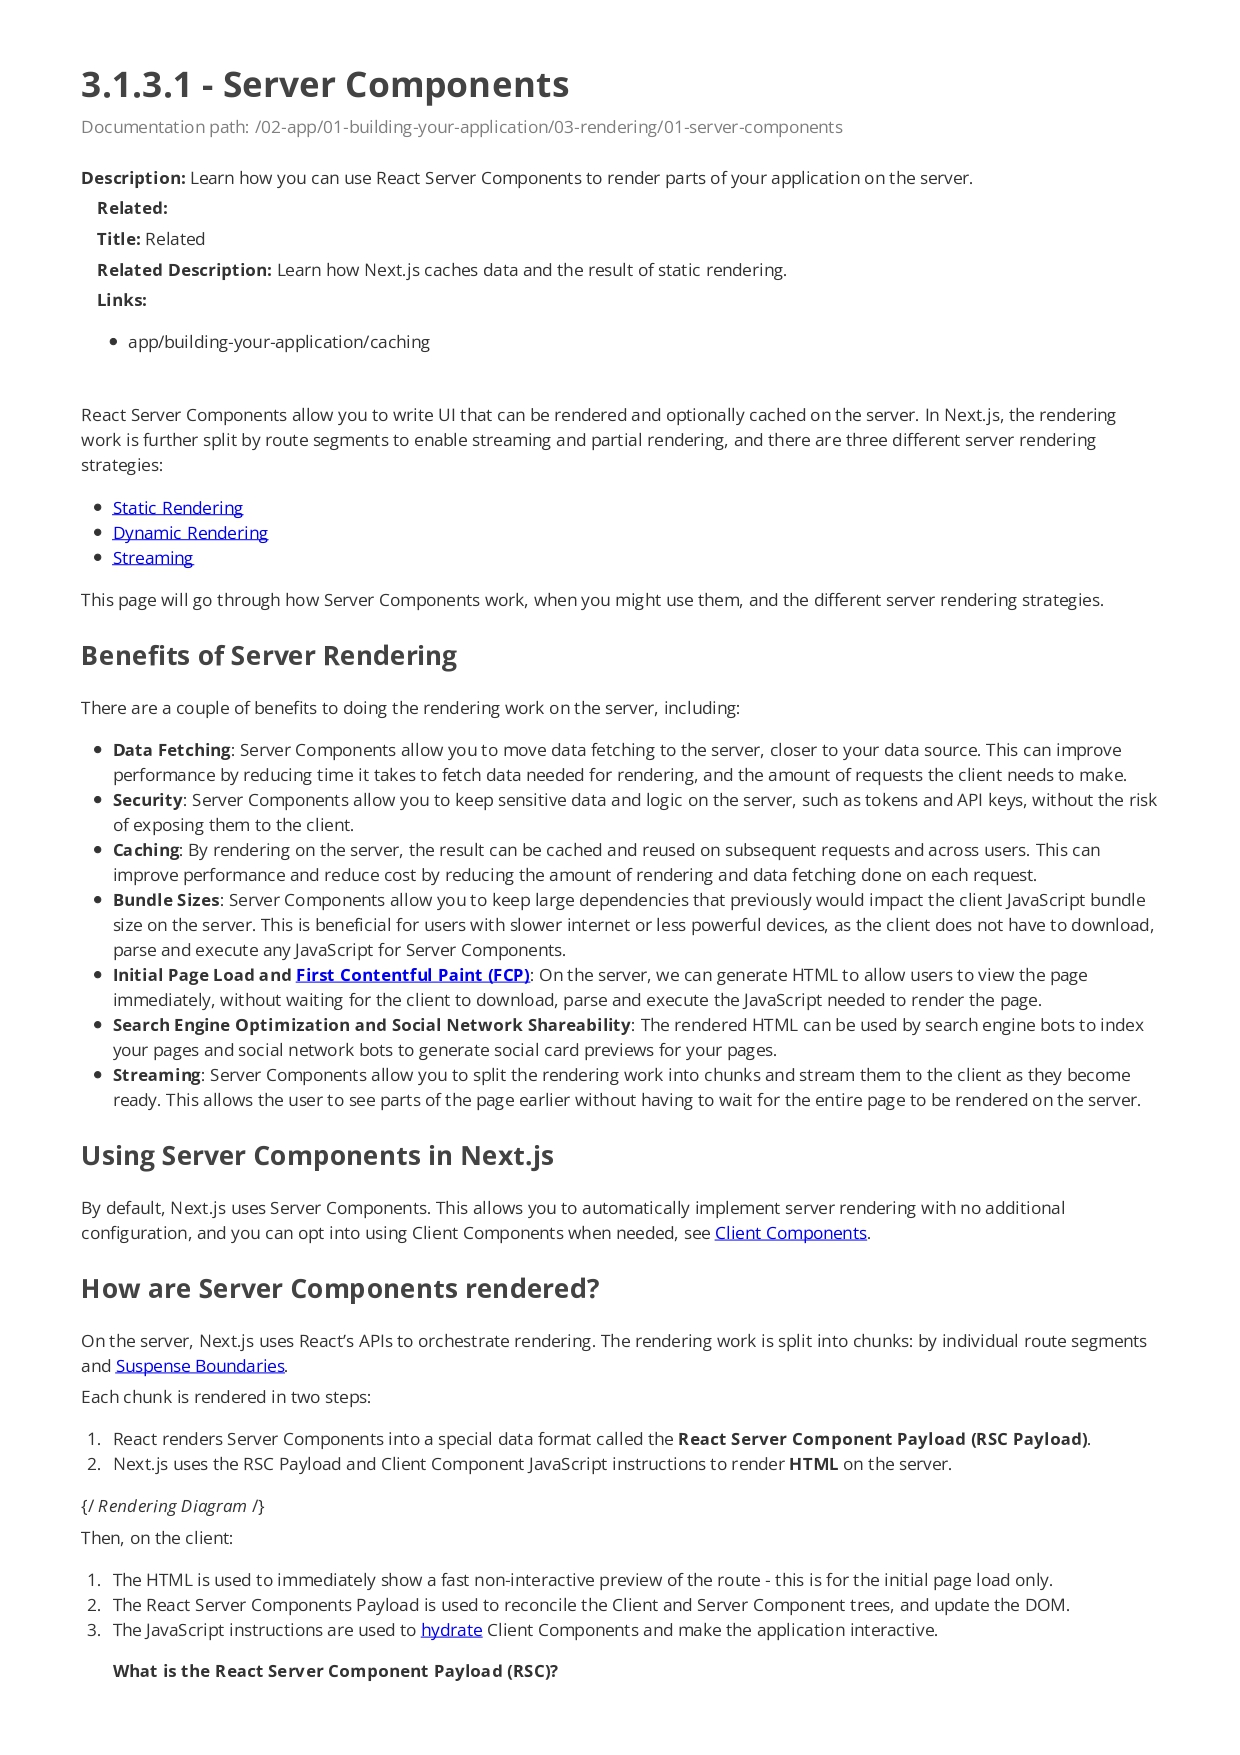 3.1.3.1 - Server Components
Documentation path: /02-app/01-building-your-application/03-rendering/01-server-components
Description: Learn how you can use React Server Components to render parts of your application on the server.
Related:
Title: Related
Related Description: Learn how Next.js caches data and the result of static rendering.
Links:
• app/building-your-application/caching
React Server Components allow you to write UI that can be rendered and optionally cached on the server. In Next.js, the rendering
work is further split by route segments to enable streaming and partial rendering, and there are three different server rendering
strategies:
• Static Rendering
• Dynamic Rendering
• Streaming
This page will go through how Server Components work, when you might use them, and the different server rendering strategies.
Benefits of Server Rendering
There are a couple of benefits to doing the rendering work on the server, including:
• Data Fetching: Server Components allow you to move data fetching to the server, closer to your data source. This can improve
performance by reducing time it takes to fetch data needed for rendering, and the amount of requests the client needs to make.
• Security: Server Components allow you to keep sensitive data and logic on the server, such as tokens and API keys, without the risk
of exposing them to the client.
• Caching: By rendering on the server, the result can be cached and reused on subsequent requests and across users. This can
improve performance and reduce cost by reducing the amount of rendering and data fetching done on each request.
• Bundle Sizes: Server Components allow you to keep large dependencies that previously would impact the client JavaScript bundle
size on the server. This is beneficial for users with slower internet or less powerful devices, as the client does not have to download,
parse and execute any JavaScript for Server Components.
• Initial Page Load and First Contentful Paint (FCP): On the server, we can generate HTML to allow users to view the page
immediately, without waiting for the client to download, parse and execute the JavaScript needed to render the page.
• Search Engine Optimization and Social Network Shareability: The rendered HTML can be used by search engine bots to index
your pages and social network bots to generate social card previews for your pages.
• Streaming: Server Components allow you to split the rendering work into chunks and stream them to the client as they become
ready. This allows the user to see parts of the page earlier without having to wait for the entire page to be rendered on the server.
Using Server Components in Next.js
By default, Next.js uses Server Components. This allows you to automatically implement server rendering with no additional
configuration, and you can opt into using Client Components when needed, see Client Components.
How are Server Components rendered?
On the server, Next.js uses React’s APIs to orchestrate rendering. The rendering work is split into chunks: by individual route segments
and Suspense Boundaries.
Each chunk is rendered in two steps:
1. React renders Server Components into a special data format called the React Server Component Payload (RSC Payload).
2. Next.js uses the RSC Payload and Client Component JavaScript instructions to render HTML on the server.
{/ Rendering Diagram /}
Then, on the client:
1. The HTML is used to immediately show a fast non-interactive preview of the route - this is for the initial page load only.
2. The React Server Components Payload is used to reconcile the Client and Server Component trees, and update the DOM.
3. The JavaScript instructions are used to hydrate Client Components and make the application interactive.
What is the React Server Component Payload (RSC)?